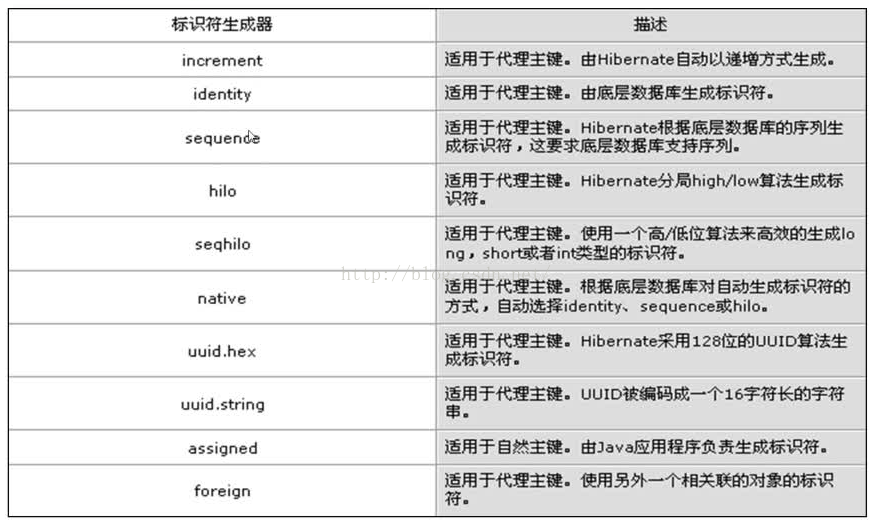 标识符生成器 描述
increment 适用于代理主键。由Hibernate自动以递增方式生成。
identity 适用于代理主键。由底层数据库生成标识符。
sequence 适用于代理主键。Hibernate根据底层数据库的序列生
成标识符，这要求底层数据库支持序列。
hilo 适用于代理主键。Hibernate分局high/low算法生成标
识符。
seqhilo 适用于代理主键。使用一个高/低位算法来高效的生成lo
ng，short或者int类型的标识符。
http://blog.csdn.net/
native 适用于代理主键。根据底层数据库对自动生成标识符的
方式，自动选择identity、sequence或hilo。
uuid.hex 适用于代理主键。Hibernate采用128位的UUID算法生
成标识符。
uuid.string 适用于代理主键。UUID被编码成一个16字符长的字符
串。
assigned 适用于自然主键。由Java应用程序负责生成标识符。
foreign 适用于代理主键。使用另外一个相关联的对象的标识
符。